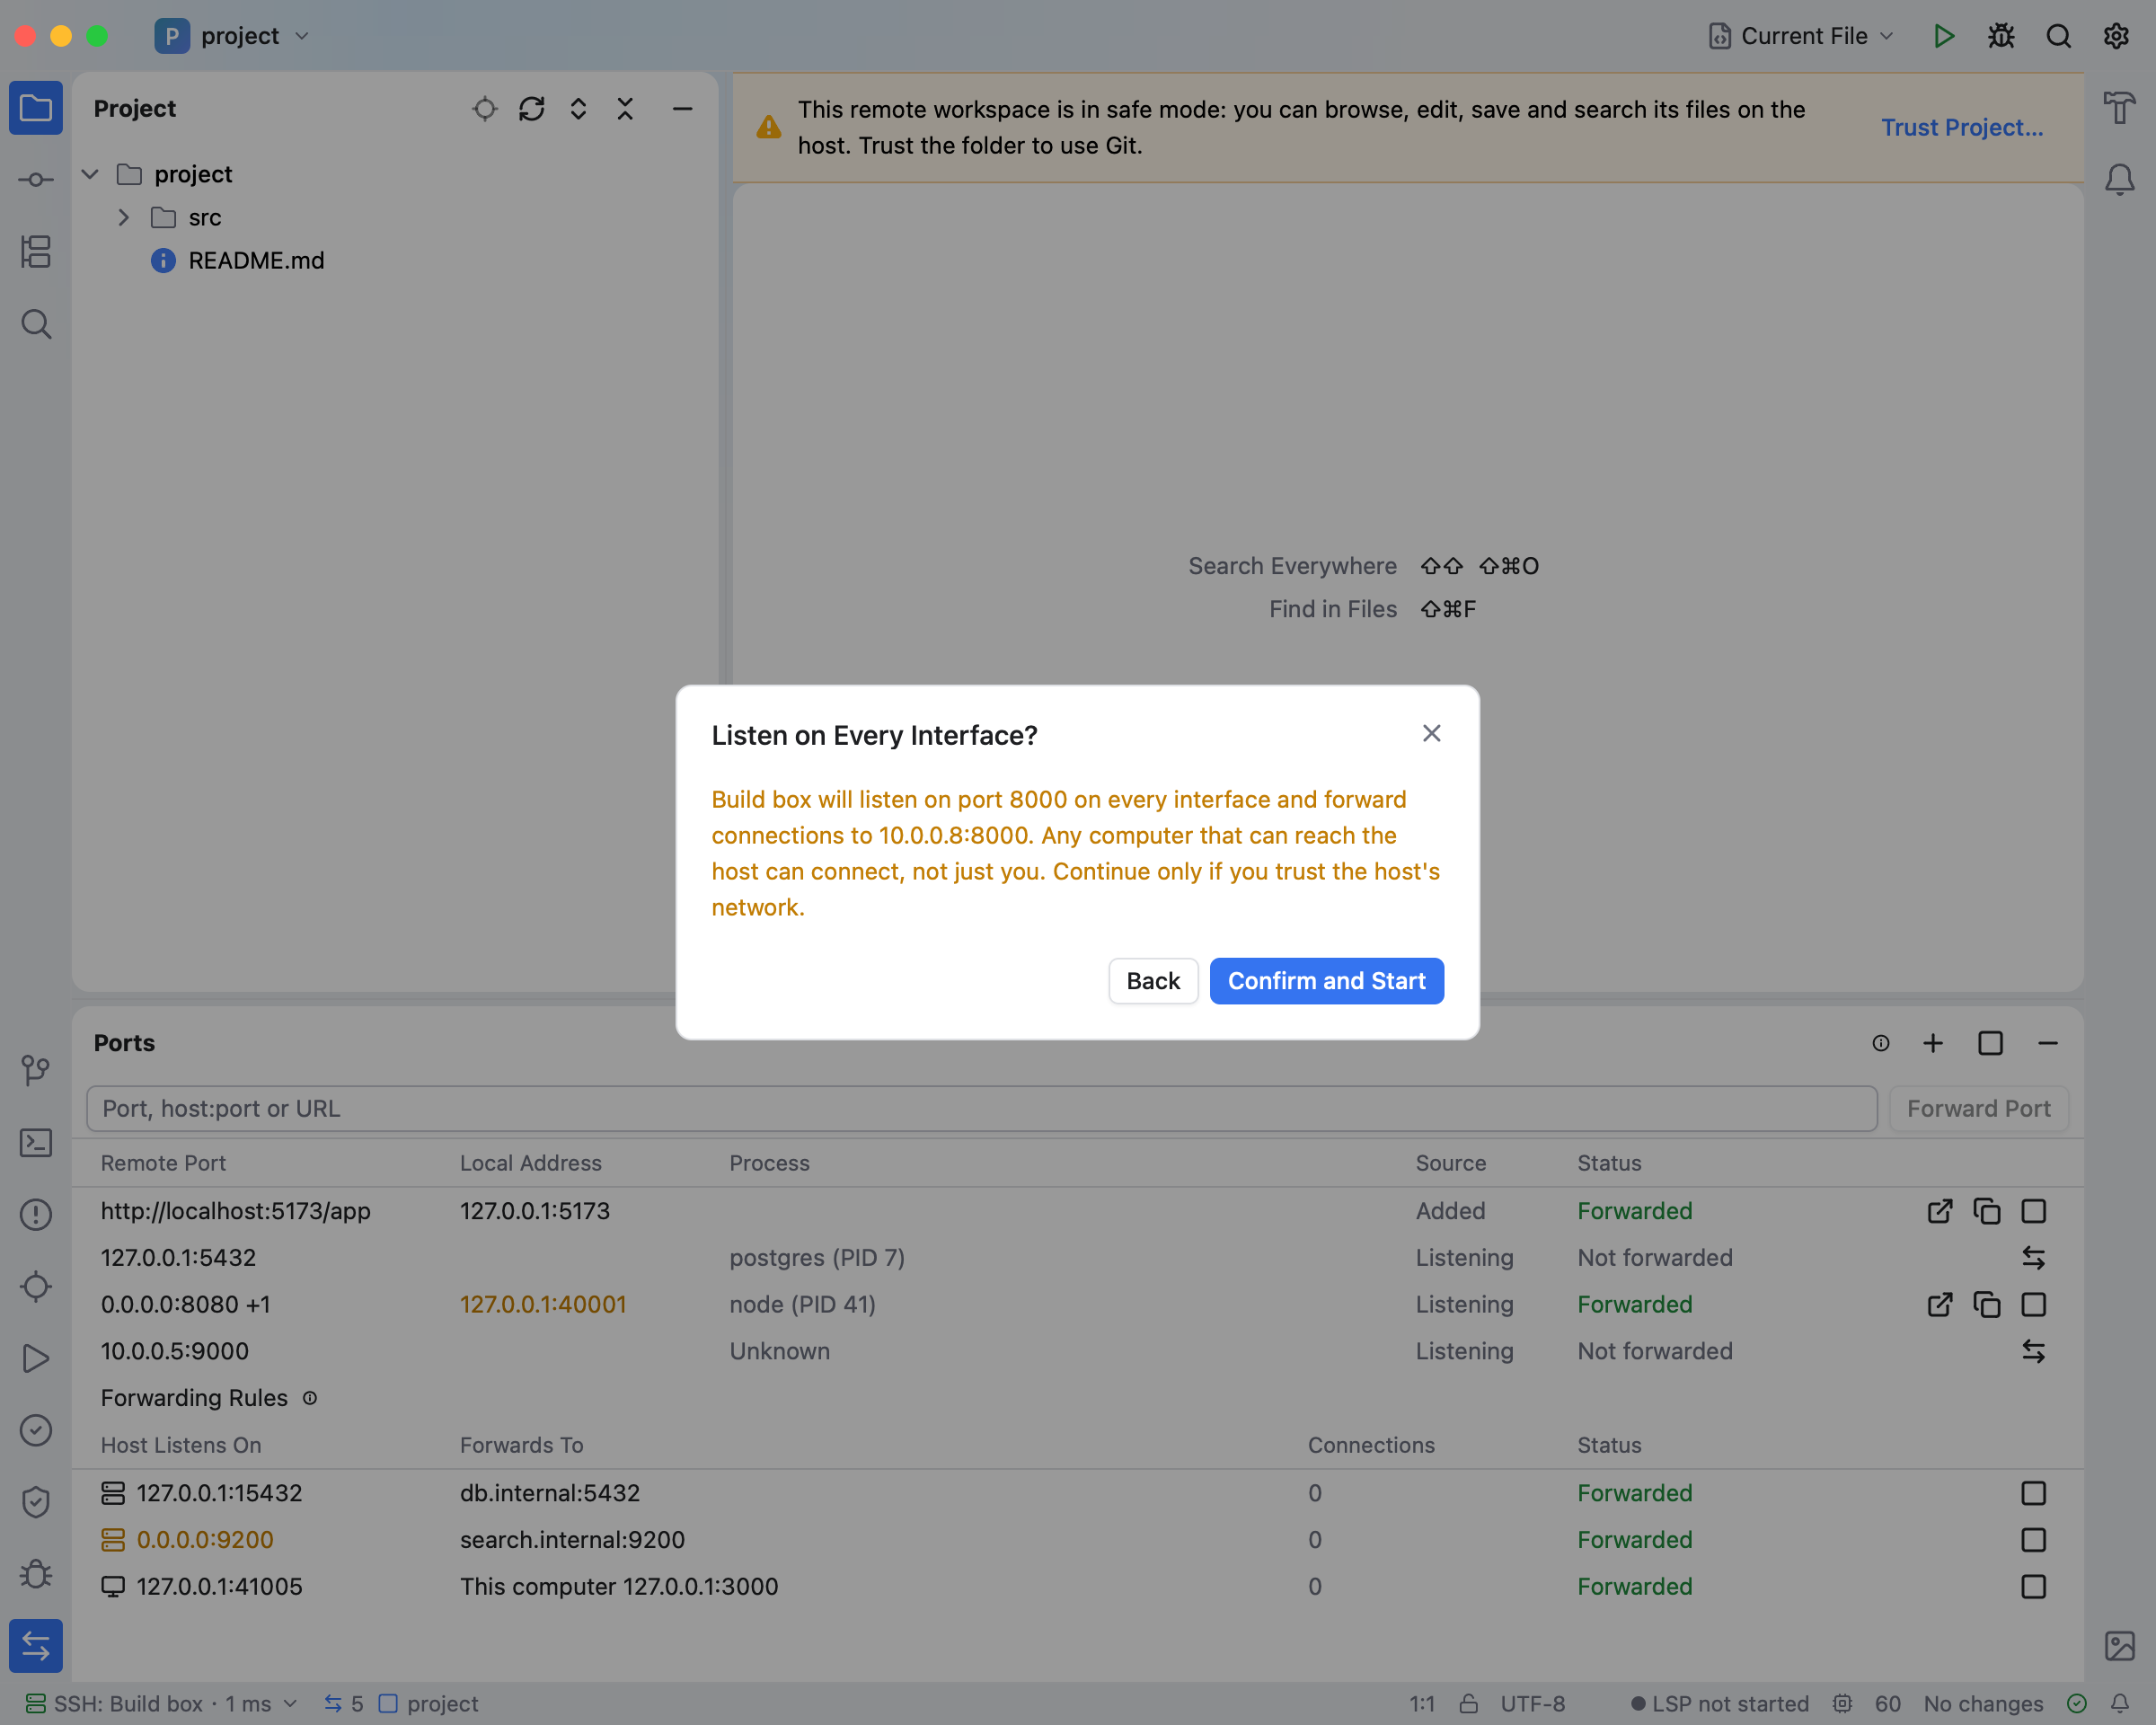 P project
Current File
Project
project
src
README.md
This remote workspace is in safe mode: you can browse, edit, save and search its files on the
host. Trust the folder to use Git.
Trust Project...
Search Everywhere ⇧⇧ ⇧⌘O
Find in Files ⇧⌘F
Listen on Every Interface?
Build box will listen on port 8000 on every interface and forward
connections to 10.0.0.8:8000. Any computer that can reach the
host can connect, not just you. Continue only if you trust the host's
network.
Back Confirm and Start
Ports
Port, host:port or URL Forward Port
Remote Port Local Address Process Source Status
http://localhost:5173/app 127.0.0.1:5173 Added Forwarded
127.0.0.1:5432 postgres (PID 7) Listening Not forwarded
0.0.0.0:8080 +1 127.0.0.1:40001 node (PID 41) Listening Forwarded
10.0.0.5:9000 Unknown Listening Not forwarded
Forwarding Rules
Host Listens On Forwards To Connections Status
127.0.0.1:15432 db.internal:5432 0 Forwarded
0.0.0.0:9200 search.internal:9200 0 Forwarded
127.0.0.1:41005 This computer 127.0.0.1:3000 0 Forwarded
SSH: Build box · 1 ms 5 project 1:1 UTF-8 LSP not started 60 No changes